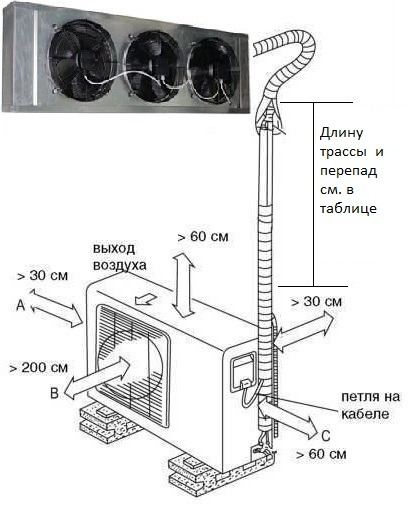 Длину
трассы и
перепад
см. в
таблице
> 60 см
выход
воздуха
> 30 см
A
> 30 см
> 200 см
B
петля на
кабеле
C
> 60 см